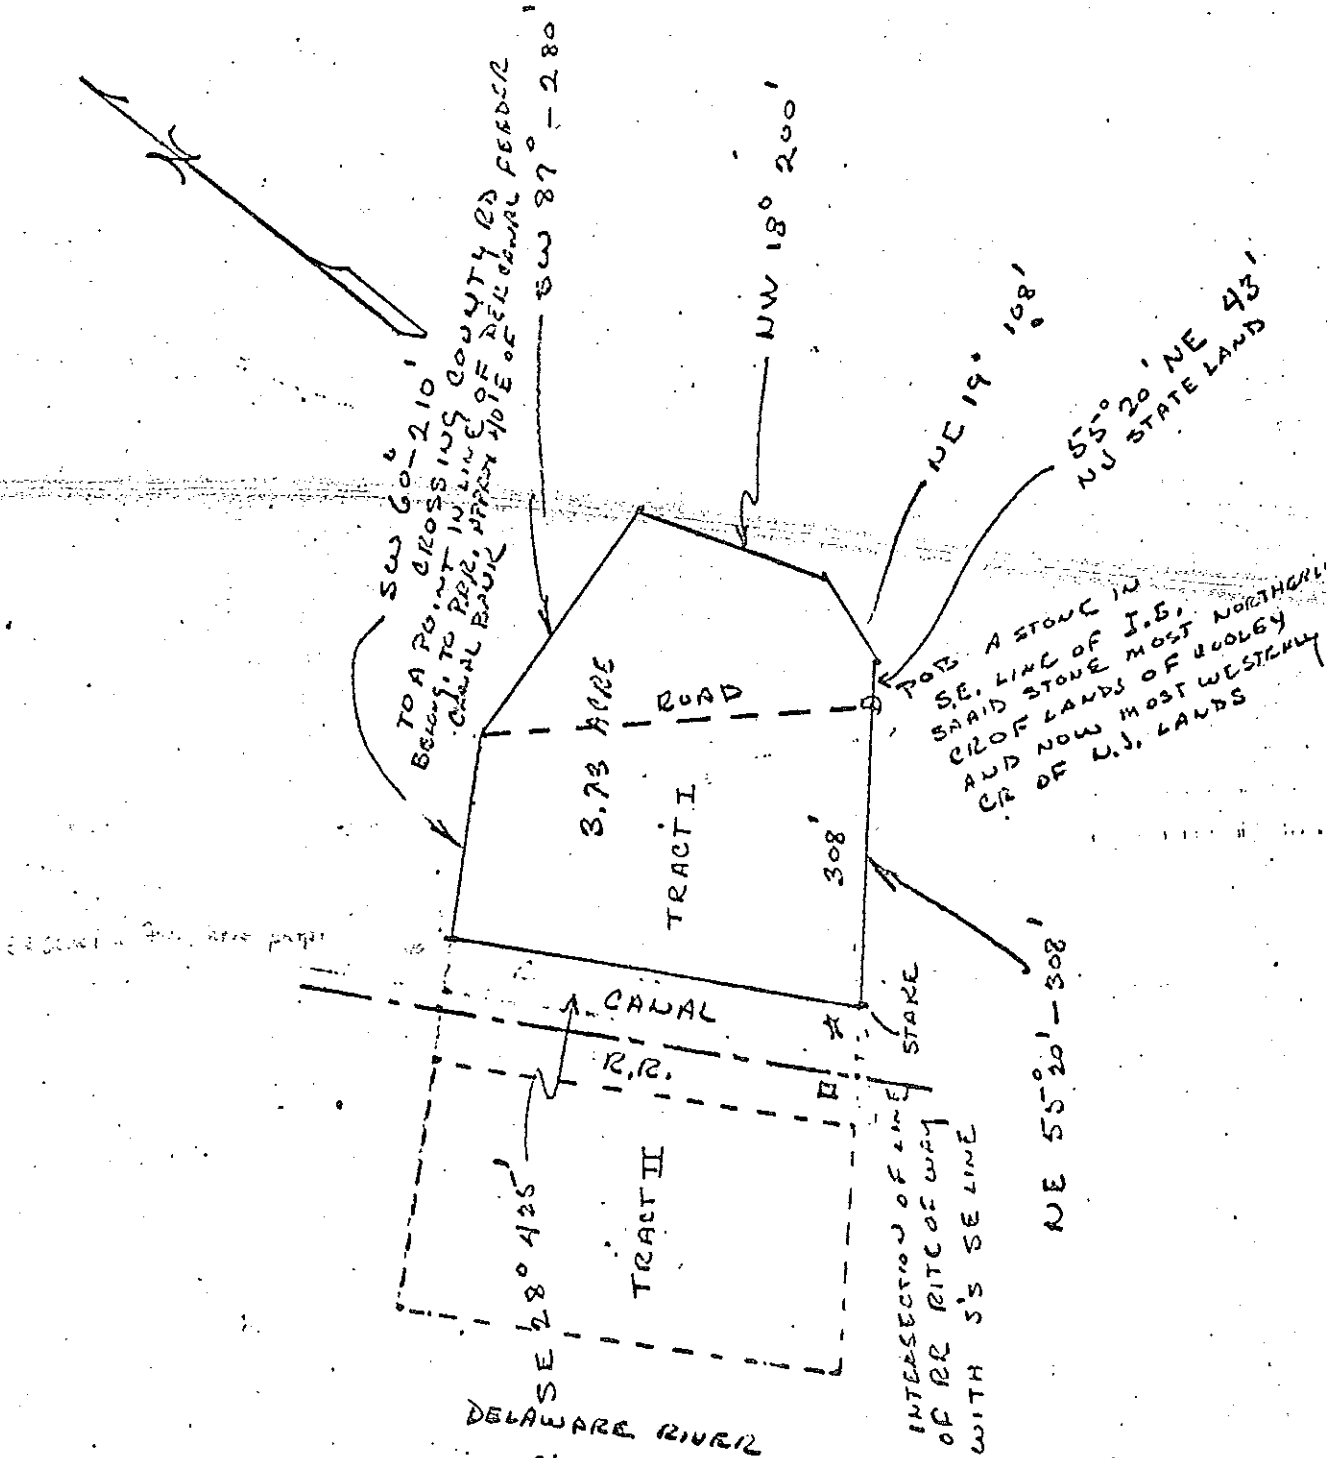 SW 60° - 210'
TO A POINT CROSSING COUNTY RD
BELONG. TO PRR. IN LINE OF DEL CANAL FEEDER
CANAL BANK
SW 87° - 280'
NW 18° 200'
NE 19° 108'
55° 20' NE 43'
NJ STATE LAND
POB A STONE IN
S.E. LINE OF J.S.
SAAID STONE MOST NORTHERLY
CR OF LANDS OF
AND NOW MOST WESTERLY
CR OF N.J. LANDS
3.73 ACRE
ROAD
TRACT I
308'
CANAL
R.R.
STAKE
NE 55° 20' - 308'
TRACT II
SE 28° 425'
INTERSECTION OF LINE
OF RR RITE OF WAY
WITH S'S SE LINE
DELAWARE RIVER